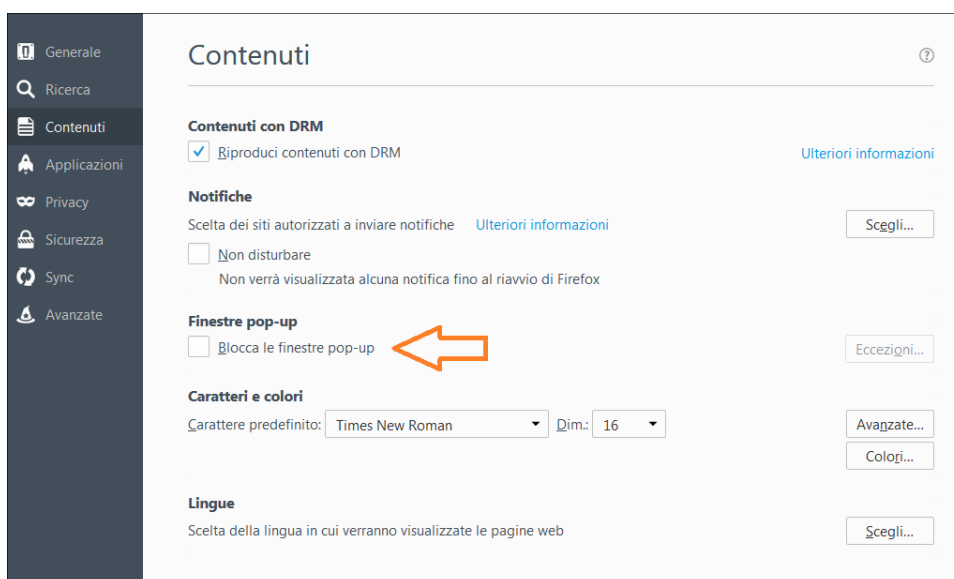 Generale
Ricerca
Contenuti
Applicazioni
Privacy
Sicurezza
Sync
Avanzate
Contenuti
?
Contenuti con DRM
Riproduci contenuti con DRM
Ulteriori informazioni
Notifiche
Scelta dei siti autorizzati a inviare notifiche Ulteriori informazioni Scegli...
Non disturbare
Non verrà visualizzata alcuna notifica fino al riavvio di Firefox
Finestre pop-up
Blocca le finestre pop-up Eccezioni...
Caratteri e colori
Carattere predefinito: Times New Roman Dim.: 16 Avanzate...
Colori...
Lingue
Scelta della lingua in cui verranno visualizzate le pagine web Scegli...